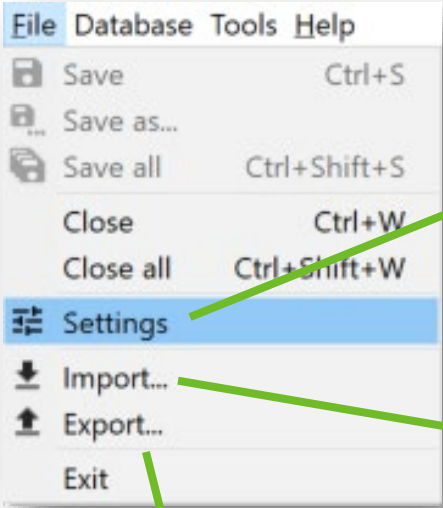 File Database Tools Help
Save Ctrl+S
Save as...
Save all Ctrl+Shift+S
Close Ctrl+W
Close all Ctrl+Shift+W
Settings
Import...
Export...
Exit